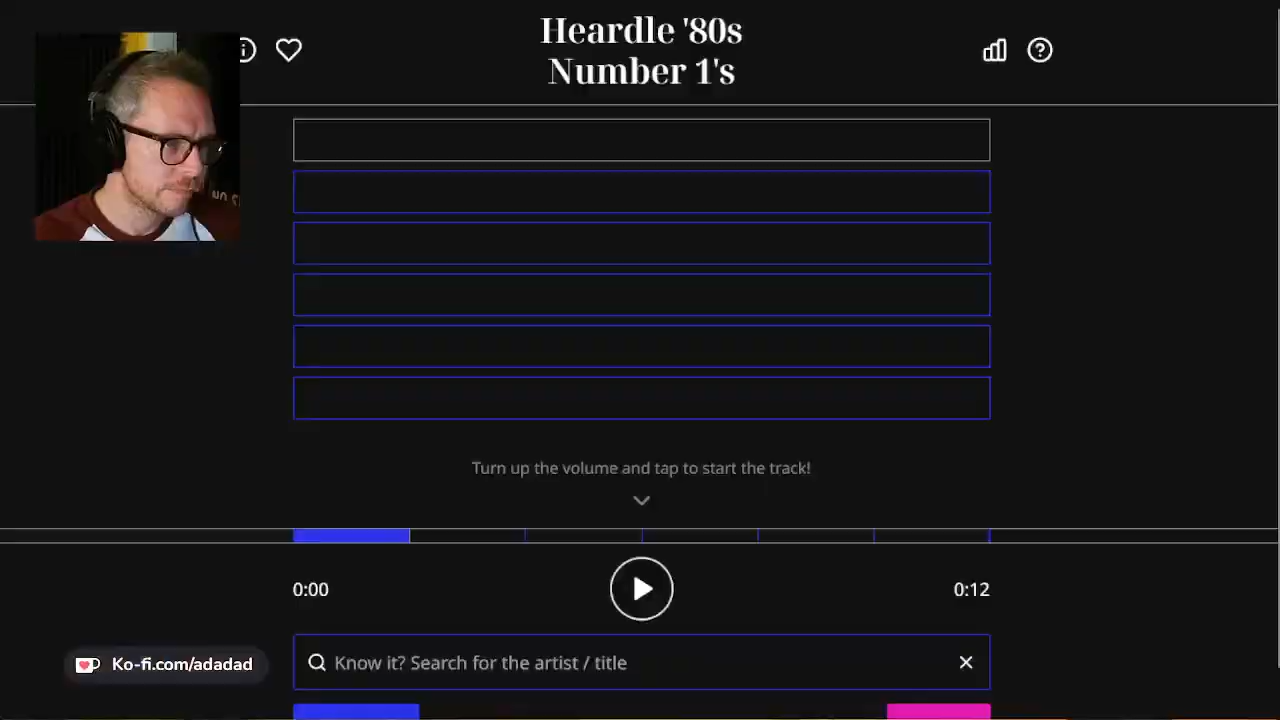 Heardle '80s
Number 1's
Turn up the volume and tap to start the track!
0:00
0:12
Know it? Search for the artist / title
Ko-fi.com/adadad